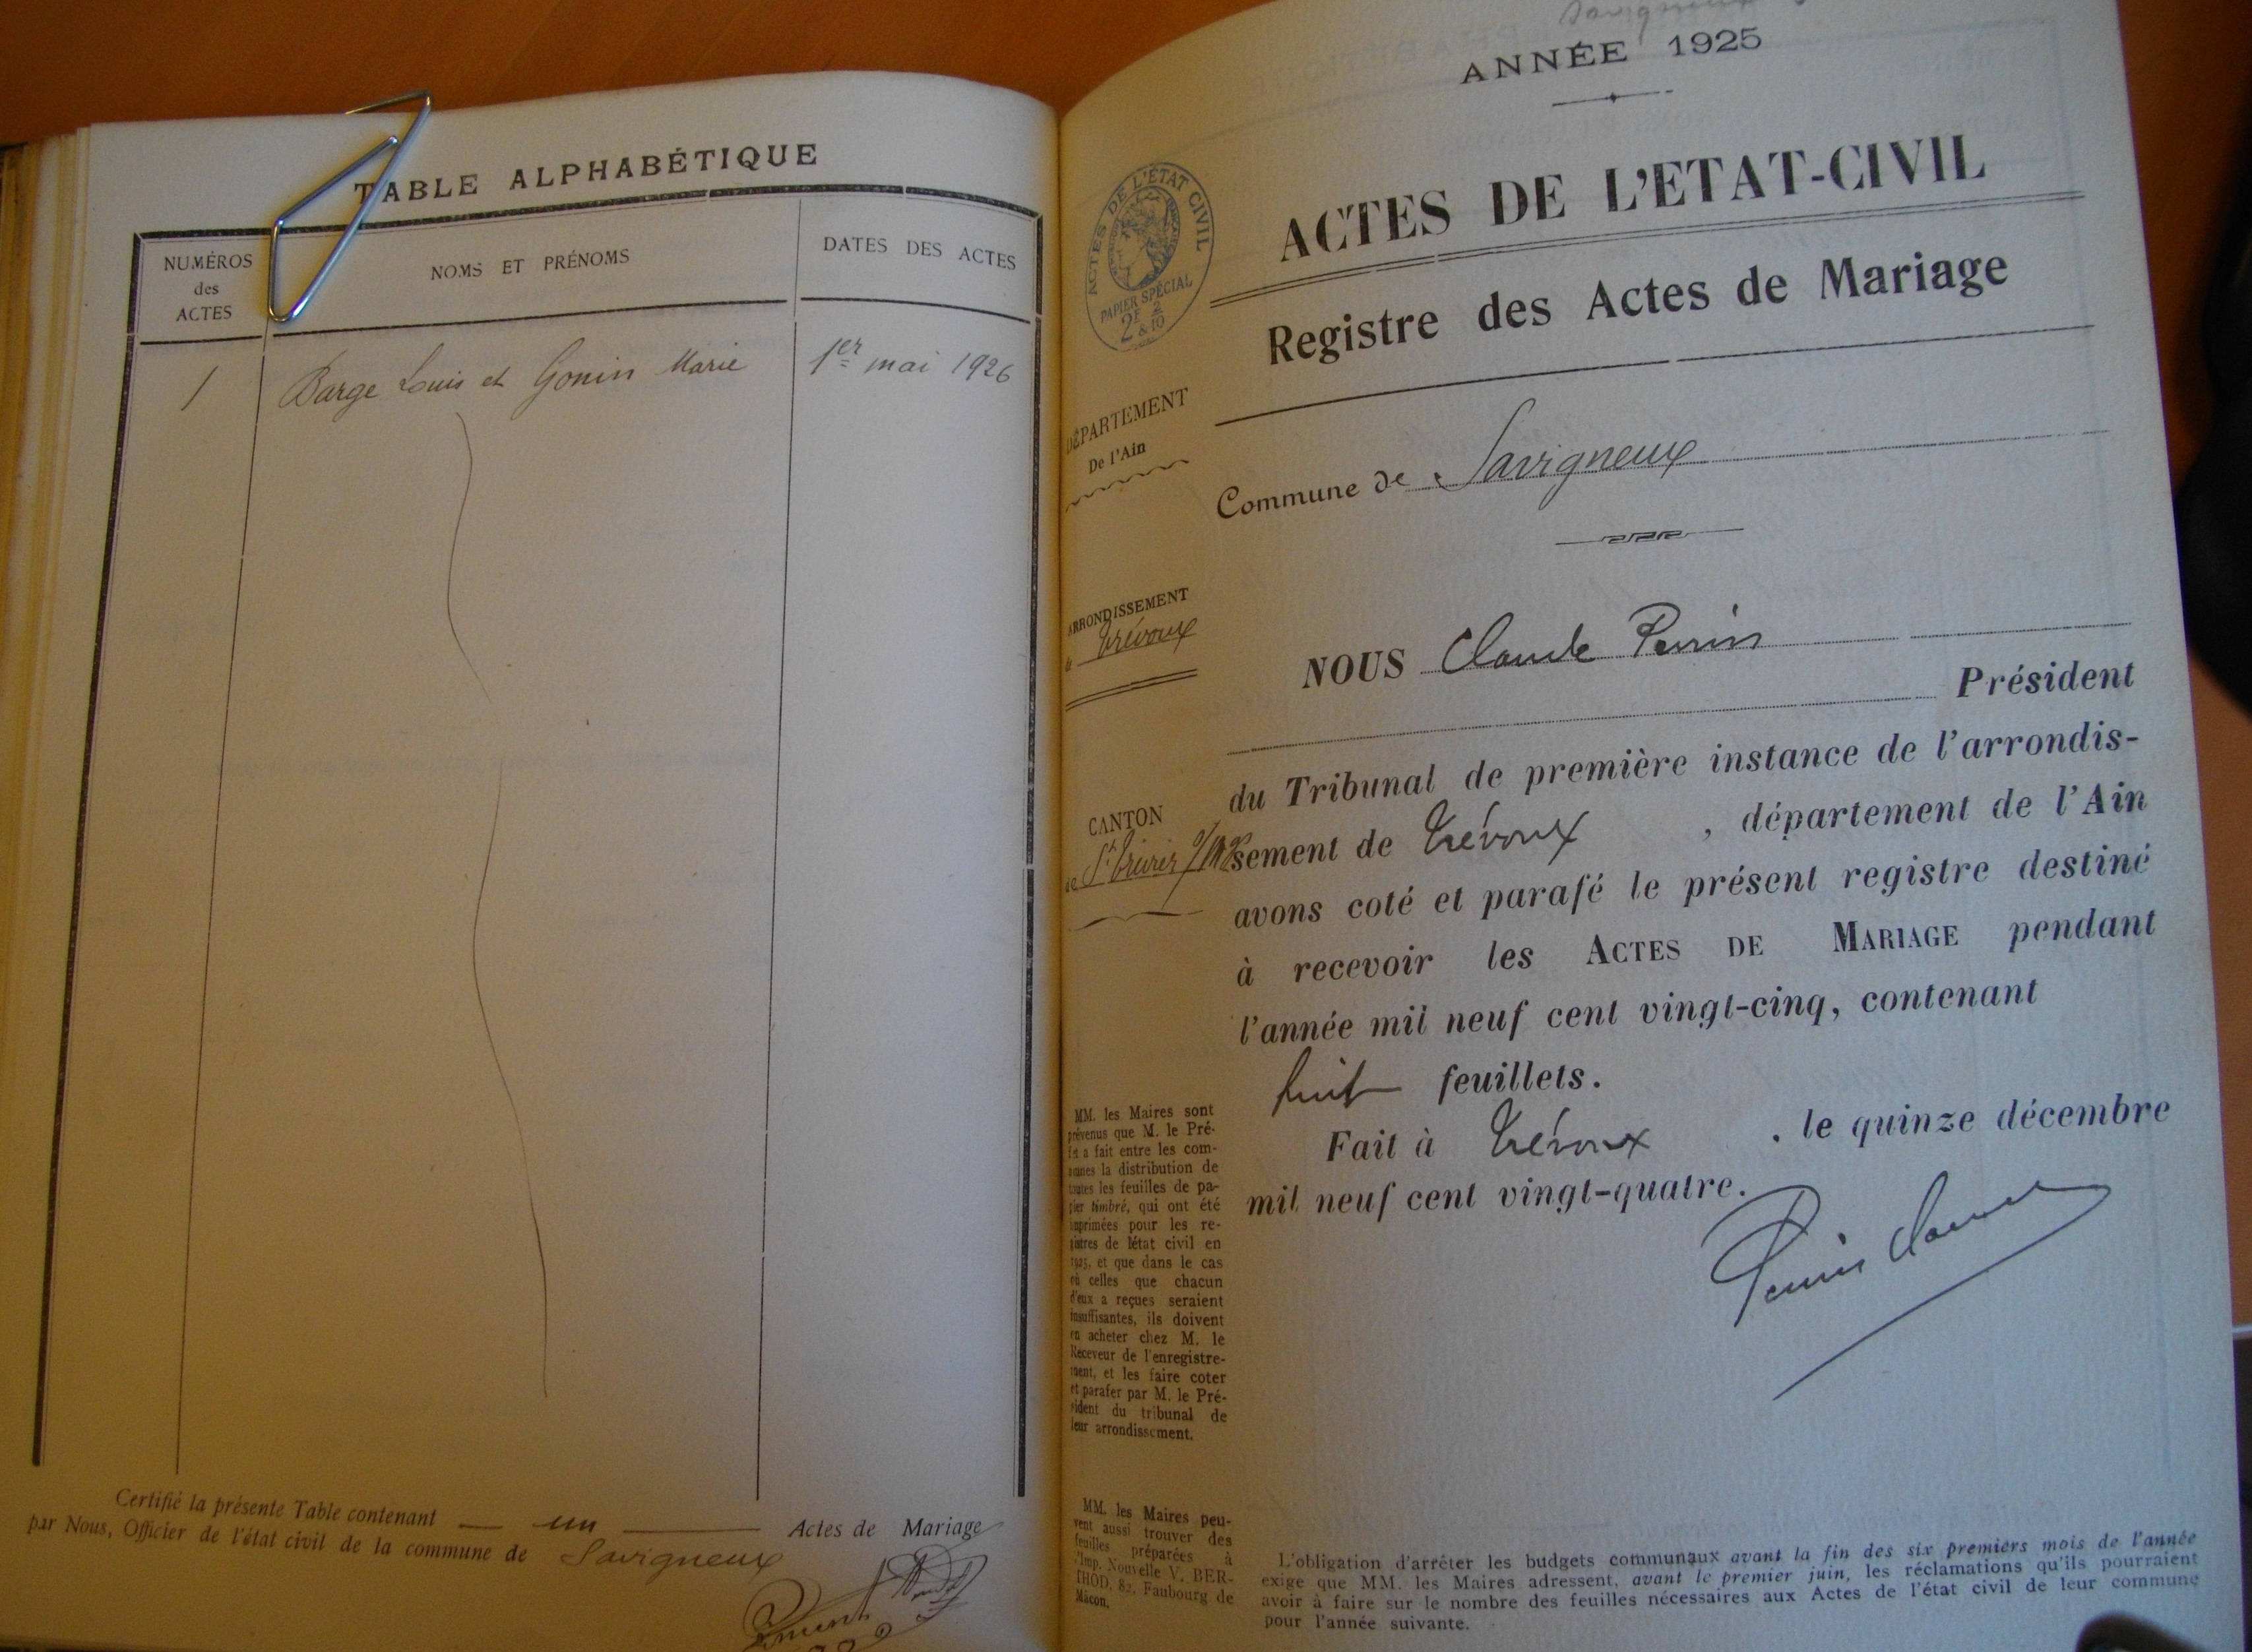 TABLE ALPHABÉTIQUE
NUMÉROS
des
ACTES
NOMS ET PRÉNOMS
DATES DES ACTES
1 Barge Louis et Gonin Marie 1er mai 1926
Certifié la présente Table contenant un Actes de Mariage
par Nous, Officier de l'état civil de la commune de Savigneux
Savigneux
ANNÉE 1925
ACTES DE L'ÉTAT CIVIL
PAPIER SPÉCIAL
2F 2
& 10
ACTES DE L'ETAT-CIVIL
Registre des Actes de Mariage
DÉPARTEMENT
De l'Ain
Commune de Savigneux
ARRONDISSEMENT
de Trévoux
NOUS Claude Perrin
Président
du Tribunal de première instance de l'arrondis-
CANTON
de St Trivier s/
sement de Trévoux, département de l'Ain
avons coté et parafé le présent registre destiné
à recevoir les ACTES DE MARIAGE pendant
l'année mil neuf cent vingt-cinq, contenant
huit feuillets.
Fait à Trévoux, le quinze décembre
mil neuf cent vingt-quatre.
Perrin Claude
MM. les Maires sont
prévenus que M. le Pré-
fet a fait entre les com-
munes la distribution de
toutes les feuilles de pa-
pier timbré, qui ont été
imprimées pour les re-
gistres de l'état civil en
1925, et que dans le cas
où celles que chacun
d'eux a reçues seraient
insuffisantes, ils doivent
en acheter chez M. le
Receveur de l'enregistre-
ment, et les faire coter
et parafer par M. le Pré-
sident du tribunal de
leur arrondissement.
MM. les Maires peu-
vent aussi trouver des
feuilles préparées à
l'Imp. Nouvelle V. BER-
THOD, 82, Faubourg de
Mâcon.
L'obligation d'arrêter les budgets communaux avant la fin des six premiers mois de l'année
exige que MM. les Maires adressent, avant le premier juin, les réclamations qu'ils pourraient
avoir à faire sur le nombre des feuilles nécessaires aux Actes de l'état civil de leur commune
pour l'année suivante.